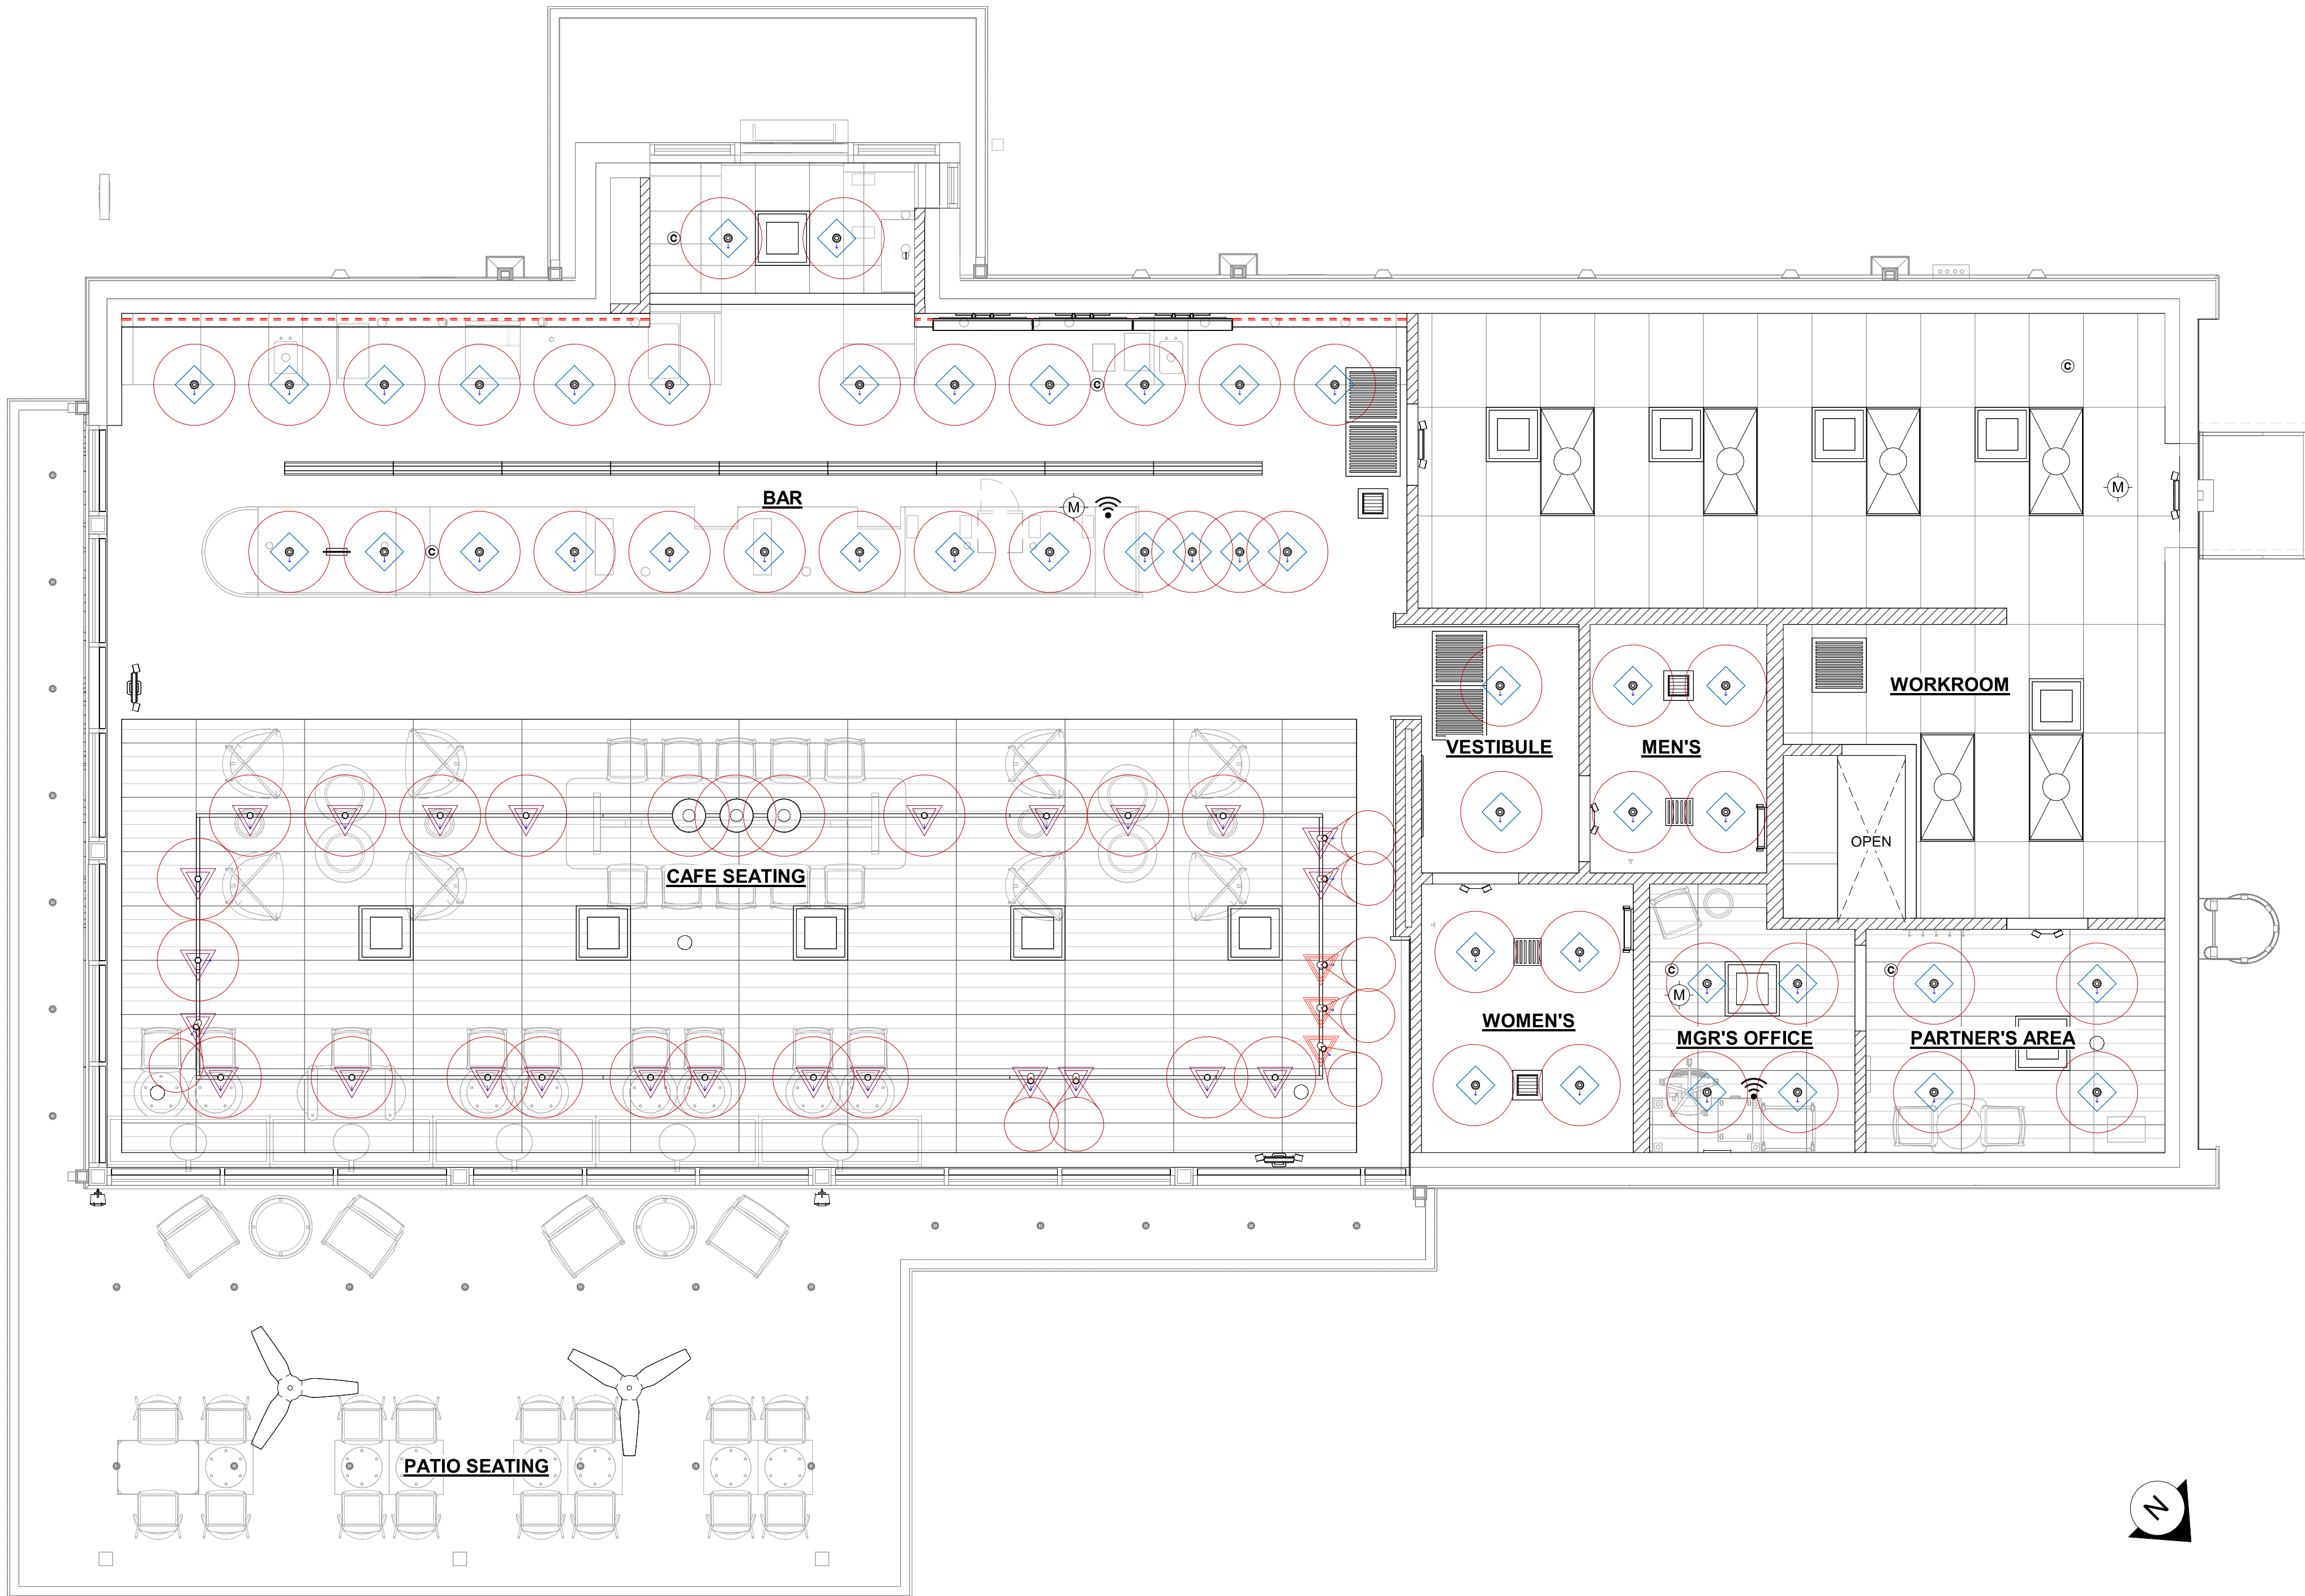 C
C
C
BAR
M
M
C
WORKROOM
VESTIBULE
MEN'S
OPEN
CAFE SEATING
C
C
M
WOMEN'S
MGR'S OFFICE
PARTNER'S AREA
PATIO SEATING
N